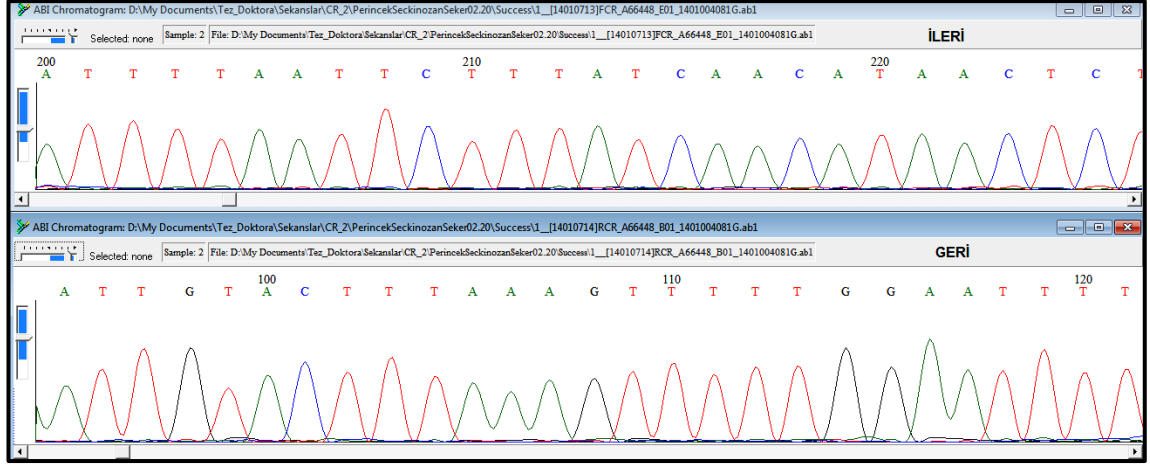 ABI Chromatogram: D:\My Documents\Tez_Doktora\Sekanslar\CR_2\PerincekSeckinozanSeker02.20\Success\1__[14010713]FCR_A66448_E01_1401004081G.ab1
Selected: none Sample: 2 File: D:\My Documents\Tez_Doktora\Sekanslar\CR_2\PerincekSeckinozanSeker02.20\Success\1__[14010713]FCR_A66448_E01_1401004081G.ab1 İLERİ
200 210 220
A T T T T A A T T C T T T A T C A A C A T A A C T C T
ABI Chromatogram: D:\My Documents\Tez_Doktora\Sekanslar\CR_2\PerincekSeckinozanSeker02.20\Success\1__[14010714]RCR_A66448_B01_1401004081G.ab1
Selected: none Sample: 2 File: D:\My Documents\Tez_Doktora\Sekanslar\CR_2\PerincekSeckinozanSeker02.20\Success\1__[14010714]RCR_A66448_B01_1401004081G.ab1 GERİ
100 110 120
A T T G T A C T T T A A A G T T T T T G G A A T T T T